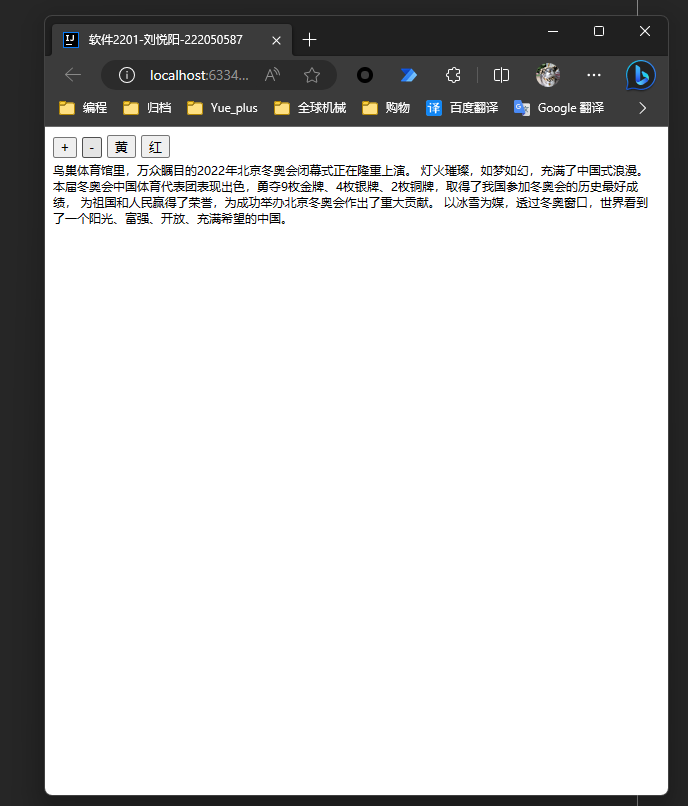 软件2201-刘悦阳-222050587
localhost:6334...
编程 归档 Yue_plus 全球机械 购物 译 百度翻译 Google 翻译
+ - 黄 红
鸟巢体育馆里，万众瞩目的2022年北京冬奥会闭幕式正在隆重上演。 灯火璀璨，如梦如幻，充满了中国式浪漫。
本届冬奥会中国体育代表团表现出色，勇夺9枚金牌、4枚银牌、2枚铜牌，取得了我国参加冬奥会的历史最好成
绩， 为祖国和人民赢得了荣誉，为成功举办北京冬奥会作出了重大贡献。 以冰雪为媒，透过冬奥窗口，世界看到
了一个阳光、富强、开放、充满希望的中国。